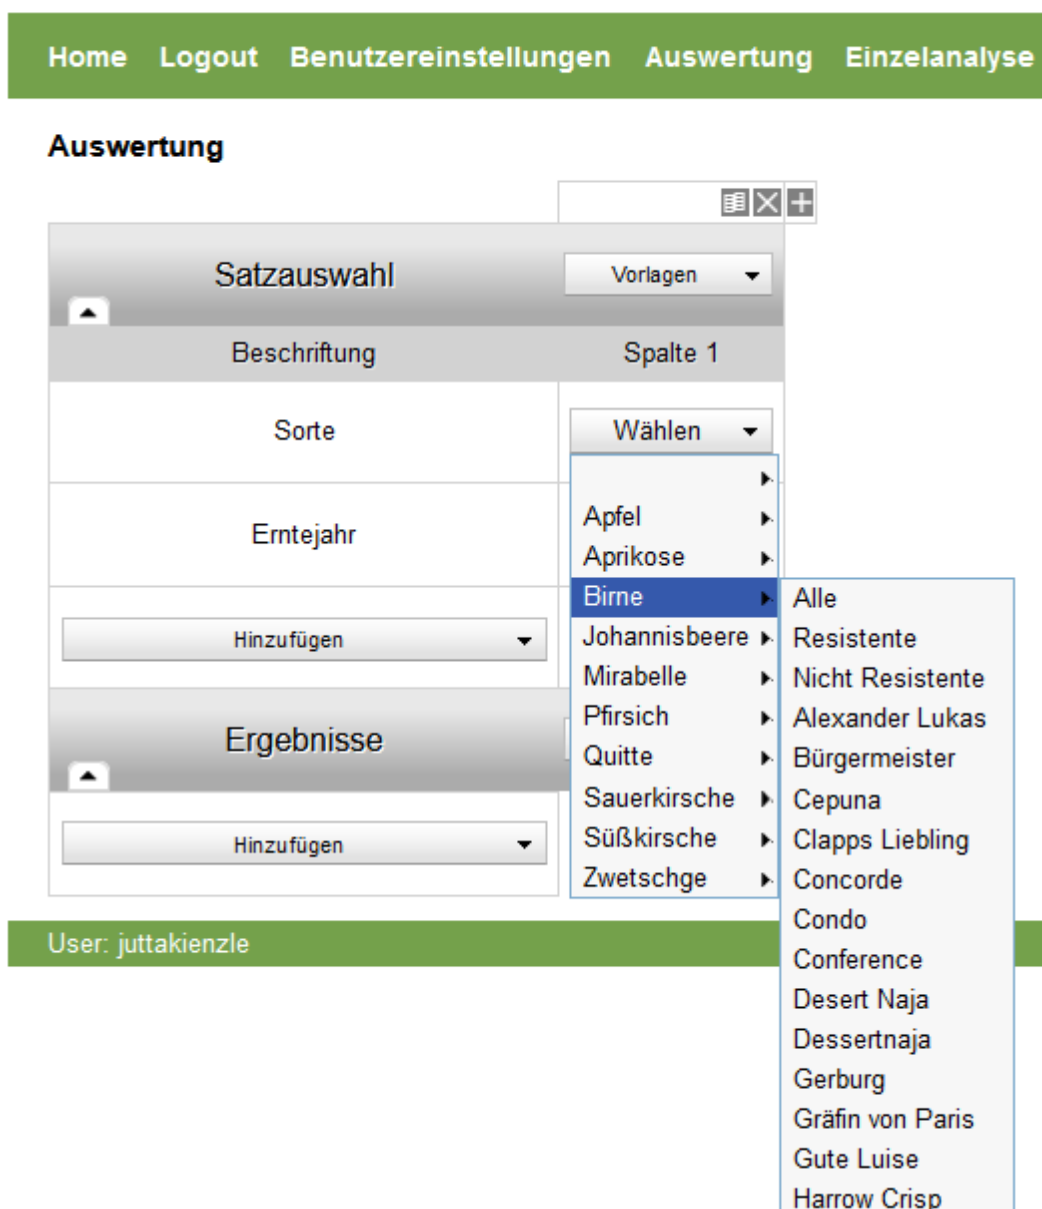 Home Logout Benutzereinstellungen Auswertung Einzelanalyse
Auswertung
Satzauswahl
Vorlagen
Beschriftung
Spalte 1
Sorte
Wählen
Erntejahr
Hinzufügen
Ergebnisse
Hinzufügen
Apfel
Aprikose
Birne
Johannisbeere
Mirabelle
Pfirsich
Quitte
Sauerkirsche
Süßkirsche
Zwetschge
Alle
Resistente
Nicht Resistente
Alexander Lukas
Bürgermeister
Cepuna
Clapps Liebling
Concorde
Condo
Conference
Desert Naja
Dessertnaja
Gerburg
Gräfin von Paris
Gute Luise
Harrow Crisp
User: juttakienzle